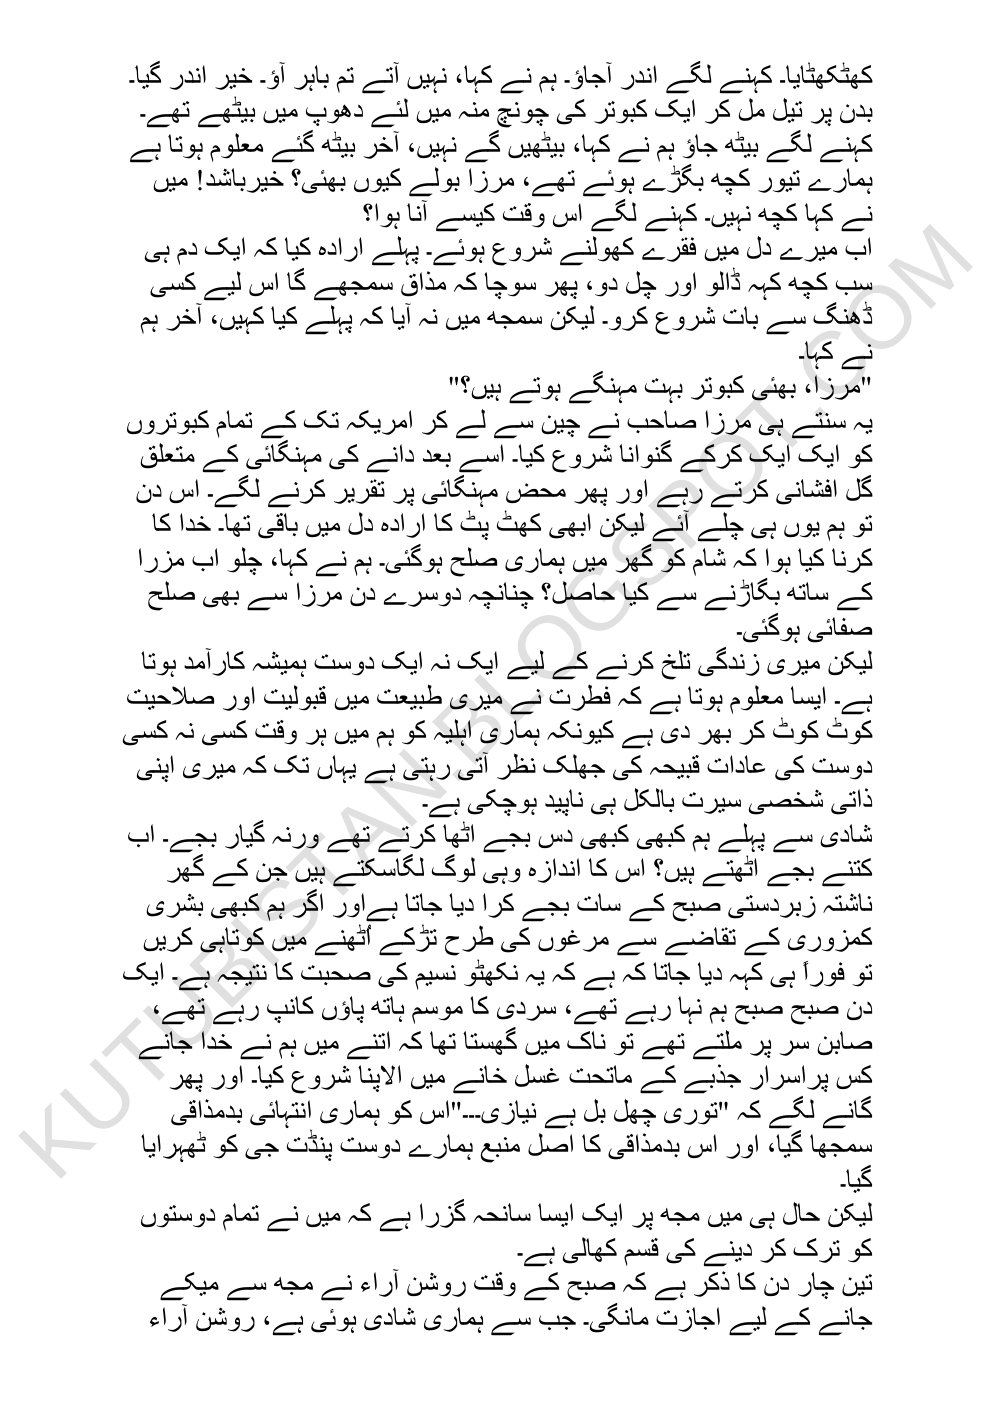 کھٹکھٹایا۔ کہنے لگے اندر آجاؤ۔ ہم نے کہا، نہیں آتے تم باہر آؤ۔ خیر اندر گیا۔
بدن پر تیل مل کر ایک کبوتر کی چونچ منہ میں لئے دھوپ میں بیٹھے تھے۔
کہنے لگے بیٹھ جاؤ ہم نے کہا، بیٹھیں گے نہیں، آخر بیٹھ گئے معلوم ہوتا ہے
ہمارے تیور کچھ بگڑے ہوئے تھے، مرزا بولے کیوں بھئی؟ خیرباشد! میں
نے کہا کچھ نہیں۔ کہنے لگے اس وقت کیسے آنا ہوا؟
اب میرے دل میں فقرے کھولنے شروع ہوئے۔ پہلے ارادہ کیا کہ ایک دم ہی
سب کچھ کہہ ڈالو اور چل دو، پھر سوچا کہ مذاق سمجھے گا اس لیے کسی
ڈھنگ سے بات شروع کرو۔ لیکن سمجھ میں نہ آیا کہ پہلے کیا کہیں، آخر ہم
نے کہا۔
"مرزا، بھئی کبوتر بہت مہنگے ہوتے ہیں؟"
یہ سنتے ہی مرزا صاحب نے چین سے لے کر امریکہ تک کے تمام کبوتروں
کو ایک ایک کرکے گنوانا شروع کیا۔ اسے بعد دانے کی مہنگائی کے متعلق
گل افشانی کرتے رہے اور پھر محض مہنگائی پر تقریر کرنے لگے۔ اس دن
تو ہم یوں ہی چلے آئے لیکن ابھی کھٹ پٹ کا ارادہ دل میں باقی تھا۔ خدا کا
کرنا کیا ہوا کہ شام کو گھر میں ہماری صلح ہوگئی۔ ہم نے کہا، چلو اب مزرا
کے ساتھ بگاڑنے سے کیا حاصل؟ چنانچہ دوسرے دن مرزا سے بھی صلح
صفائی ہوگئی۔
لیکن میری زندگی تلخ کرنے کے لیے ایک نہ ایک دوست ہمیشہ کارآمد ہوتا
ہے۔ ایسا معلوم ہوتا ہے کہ فطرت نے میری طبیعت میں قبولیت اور صلاحیت
کوٹ کوٹ کر بھر دی ہے کیونکہ ہماری اہلیہ کو ہم میں ہر وقت کسی نہ کسی
دوست کی عادات قبیحہ کی جھلک نظر آتی رہتی ہے یہاں تک کہ میری اپنی
ذاتی شخصی سیرت بالکل ہی ناپید ہوچکی ہے۔
شادی سے پہلے ہم کبھی کبھی دس بجے اٹھا کرتے تھے ورنہ گیار بجے۔ اب
کتنے بجے اٹھتے ہیں؟ اس کا اندازہ وہی لوگ لگاسکتے ہیں جن کے گھر
ناشتہ زبردستی صبح کے سات بجے کرا دیا جاتا ہےاور اگر ہم کبھی بشری
کمزوری کے تقاضے سے مرغوں کی طرح تڑکے اُٹھنے میں کوتاہی کریں
تو فوراً ہی کہہ دیا جاتا کہ ہے کہ یہ نکھٹو نسیم کی صحبت کا نتیجہ ہے۔ ایک
دن صبح صبح ہم نہا رہے تھے، سردی کا موسم ہاتھ پاؤں کانپ رہے تھے،
صابن سر پر ملتے تھے تو ناک میں گھستا تھا کہ اتنے میں ہم نے خدا جانے
کس پراسرار جذبے کے ماتحت غسل خانے میں الاپنا شروع کیا۔ اور پھر
گانے لگے کہ "توری چھل بل ہے نیازی۔۔۔"اس کو ہماری انتہائی بدمذاقی
سمجھا گیا، اور اس بدمذاقی کا اصل منبع ہمارے دوست پنڈت جی کو ٹھہرایا
گیا۔
لیکن حال ہی میں مجھ پر ایک ایسا سانحہ گزرا ہے کہ میں نے تمام دوستوں
کو ترک کر دینے کی قسم کھالی ہے۔
تین چار دن کا ذکر ہے کہ صبح کے وقت روشن آراء نے مجھ سے میکے
جانے کے لیے اجازت مانگی۔ جب سے ہماری شادی ہوئی ہے، روشن آراء
KUTUBISTAN.BLOGSPOT.COM